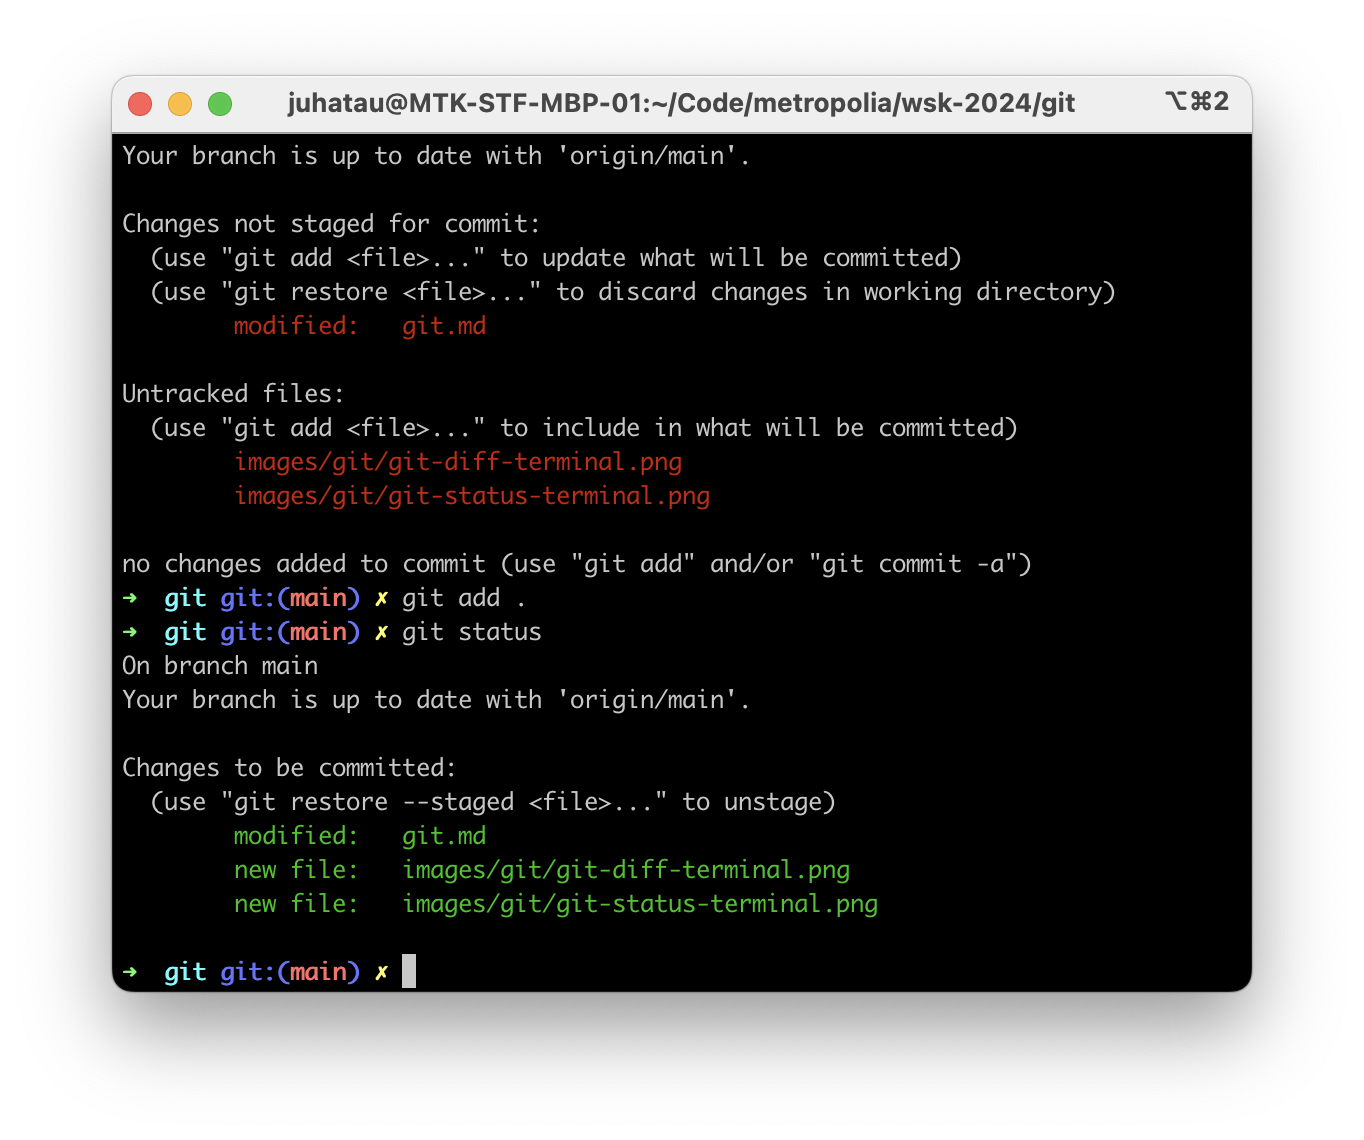 juhatau@MTK-STF-MBP-01:~/Code/metropolia/wsk-2024/git ⌥⌘2
Your branch is up to date with 'origin/main'.
Changes not staged for commit:
  (use "git add <file>..." to update what will be committed)
  (use "git restore <file>..." to discard changes in working directory)
        modified:   git.md
Untracked files:
  (use "git add <file>..." to include in what will be committed)
        images/git/git-diff-terminal.png
        images/git/git-status-terminal.png
no changes added to commit (use "git add" and/or "git commit -a")
➜  git git:(main) ✗ git add .
➜  git git:(main) ✗ git status
On branch main
Your branch is up to date with 'origin/main'.
Changes to be committed:
  (use "git restore --staged <file>..." to unstage)
        modified:   git.md
        new file:   images/git/git-diff-terminal.png
        new file:   images/git/git-status-terminal.png
➜  git git:(main) ✗